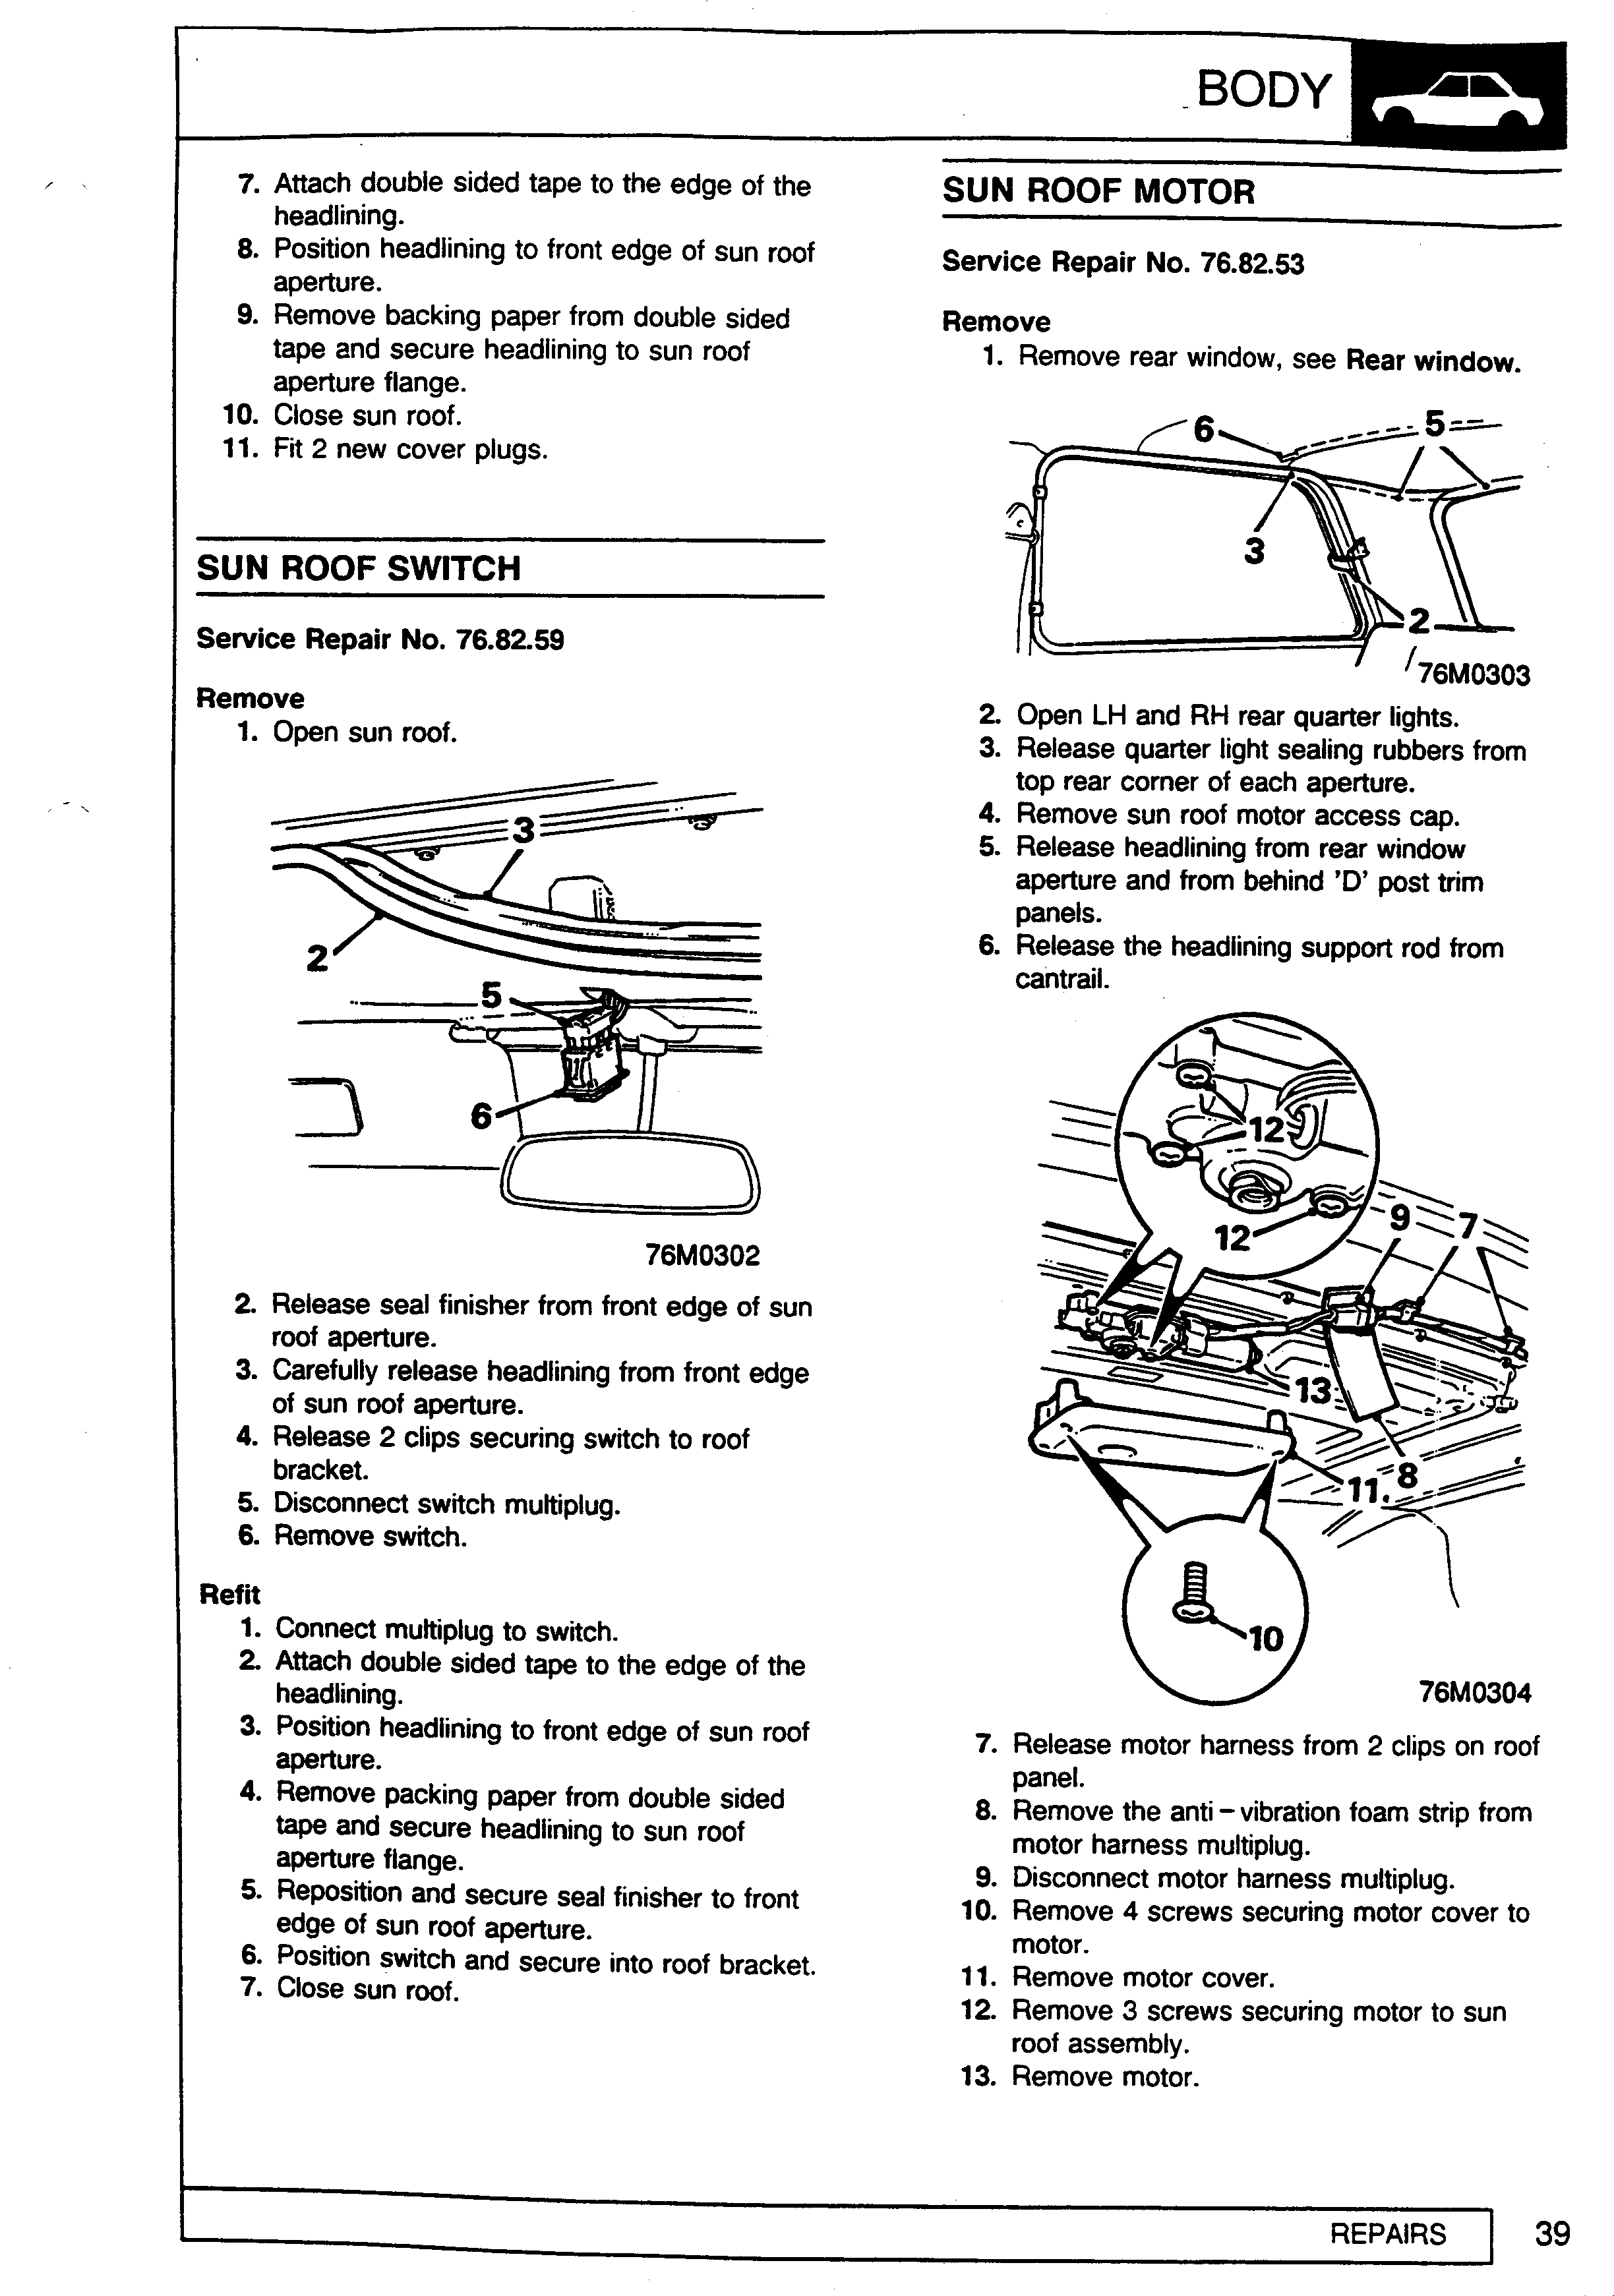 BODY
7. Attach double sided tape to the edge of the
headlining.
8. Position headlining to front edge of sun roof
aperture.
9. Remove backing paper from double sided
tape and secure headlining to sun roof
aperture flange.
10. Close sun roof.
11. Fit 2 new cover plugs.
SUN ROOF SWITCH
Service Repair No. 76.82.59
Remove
1. Open sun roof.
3
2
5
6
76M0302
2. Release seal finisher from front edge of sun
roof aperture.
3. Carefully release headlining from front edge
of sun roof aperture.
4. Release 2 clips securing switch to roof
bracket.
5. Disconnect switch multiplug.
6. Remove switch.
Refit
1. Connect multiplug to switch.
2. Attach double sided tape to the edge of the
headlining.
3. Position headlining to front edge of sun roof
aperture.
4. Remove packing paper from double sided
tape and secure headlining to sun roof
aperture flange.
5. Reposition and secure seal finisher to front
edge of sun roof aperture.
6. Position switch and secure into roof bracket.
7. Close sun roof.
SUN ROOF MOTOR
Service Repair No. 76.82.53
Remove
1. Remove rear window, see Rear window.
6 5
3
2
76M0303
2. Open LH and RH rear quarter lights.
3. Release quarter light sealing rubbers from
top rear corner of each aperture.
4. Remove sun roof motor access cap.
5. Release headlining from rear window
aperture and from behind 'D' post trim
panels.
6. Release the headlining support rod from
cantrail.
12
12 9 7
13
11. 8
10
76M0304
7. Release motor harness from 2 clips on roof
panel.
8. Remove the anti – vibration foam strip from
motor harness multiplug.
9. Disconnect motor harness multiplug.
10. Remove 4 screws securing motor cover to
motor.
11. Remove motor cover.
12. Remove 3 screws securing motor to sun
roof assembly.
13. Remove motor.
REPAIRS 39